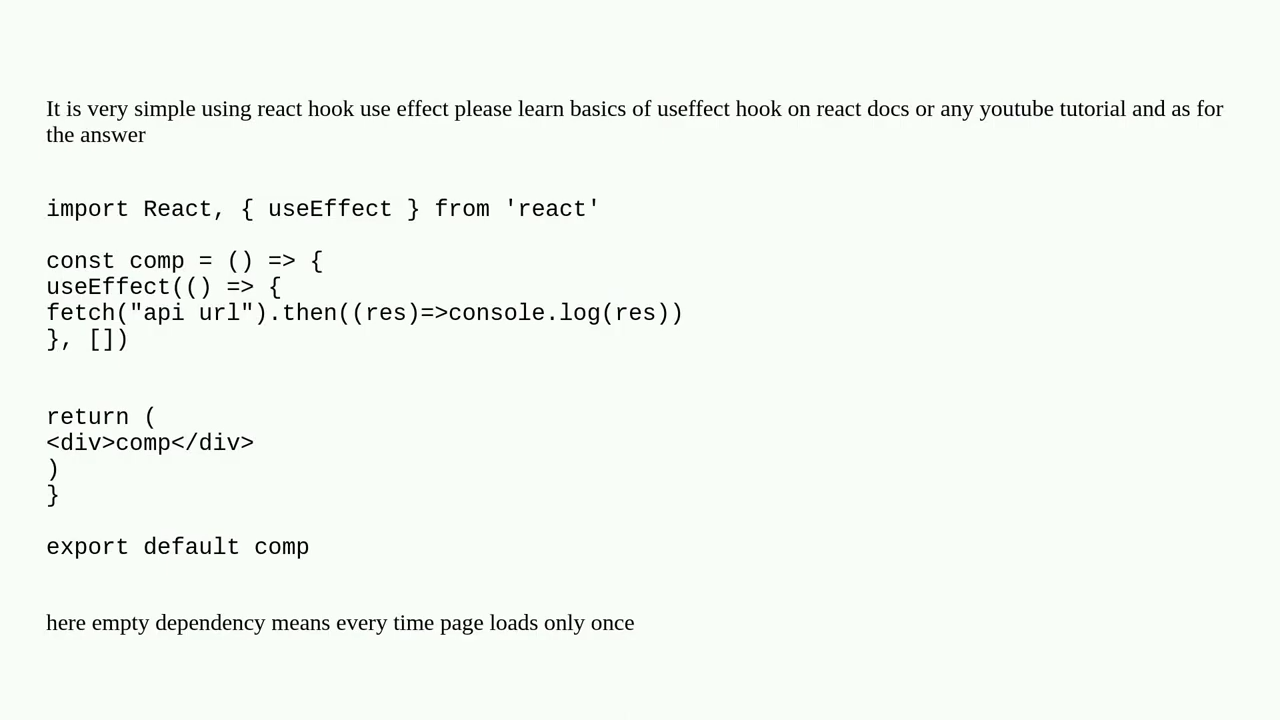 It is very simple using react hook use effect please learn basics of useffect hook on react docs or any youtube tutorial and as for
the answer
import React, { useEffect } from 'react'
const comp = () => {
useEffect(() => {
fetch("api url").then((res)=>console.log(res))
}, [])
return (
<div>comp</div>
)
}
export default comp
here empty dependency means every time page loads only once